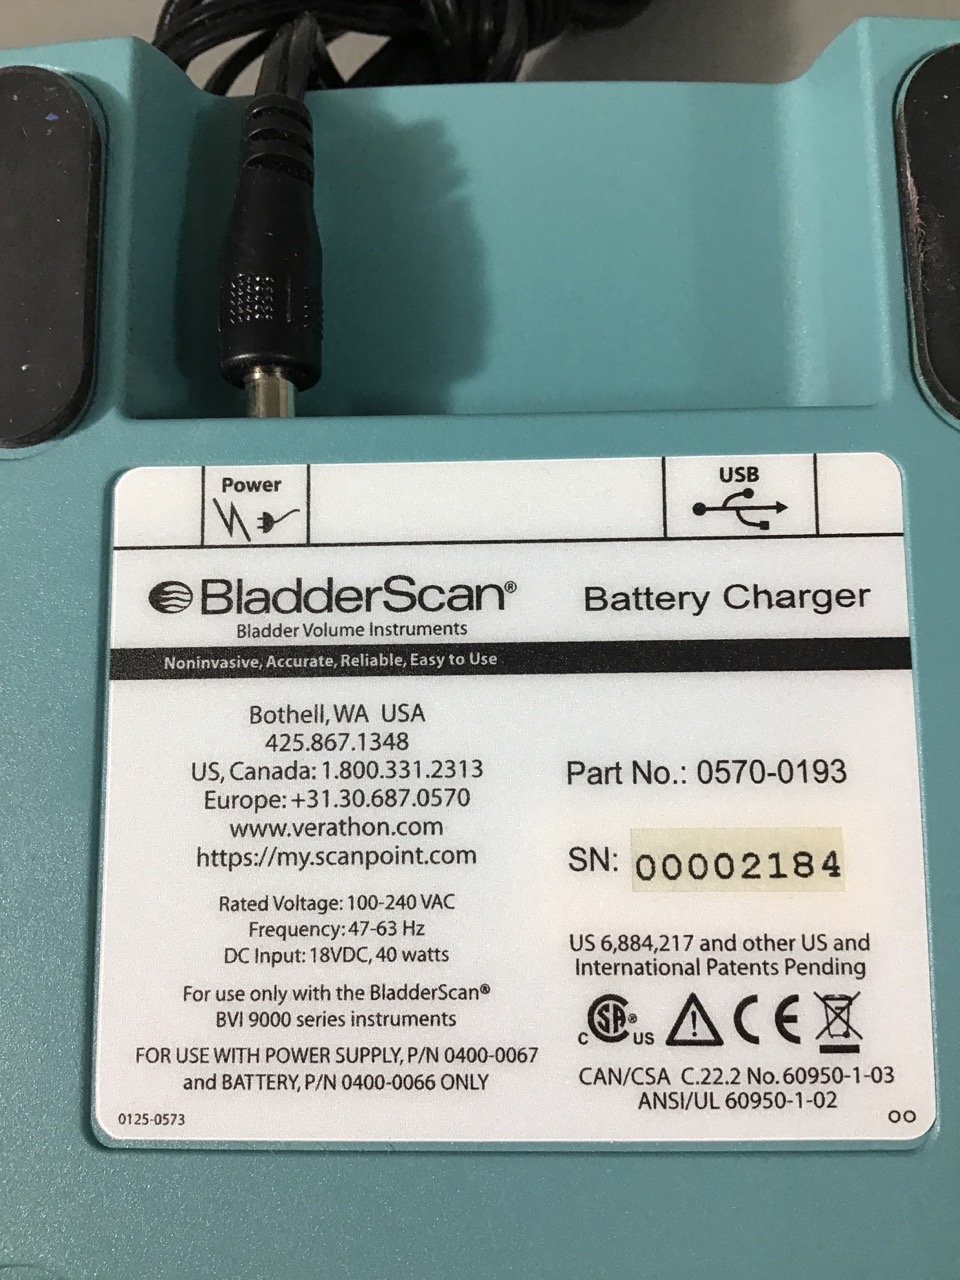 Power
USB
BladderScan®
Battery Charger
Bladder Volume Instruments
Noninvasive, Accurate, Reliable, Easy to Use
Bothell, WA USA
425.867.1348
US, Canada: 1.800.331.2313
Europe: +31.30.687.0570
www.verathon.com
https://my.scanpoint.com
Rated Voltage: 100-240 VAC
Frequency: 47-63 Hz
DC Input: 18VDC, 40 watts
For use only with the BladderScan®
BVI 9000 series instruments
FOR USE WITH POWER SUPPLY, P/N 0400-0067
and BATTERY, P/N 0400-0066 ONLY
0125-0573
Part No.: 0570-0193
SN: 00002184
US 6,884,217 and other US and
International Patents Pending
C SA® US CE
CAN/CSA C.22.2 No. 60950-1-03
ANSI/UL 60950-1-02